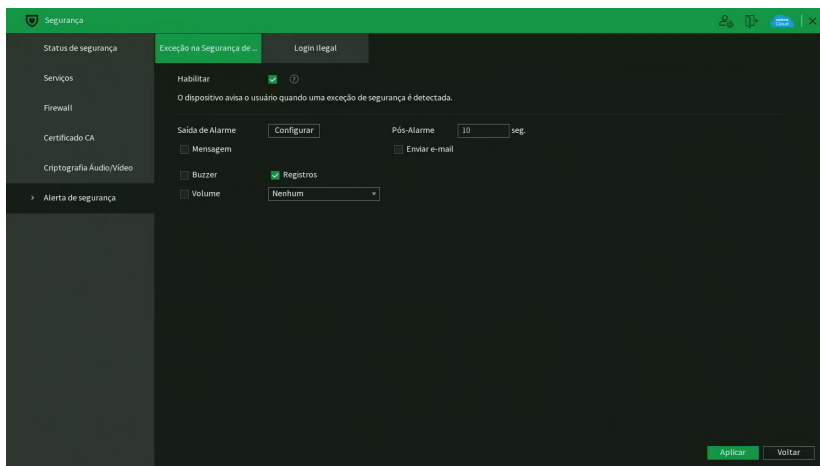 Segurança
Status de segurança
Serviços
Firewall
Certificado CA
Criptografia Áudio/Vídeo
> Alerta de segurança
Exceção na Segurança de ...
Login Ilegal
Habilitar
O dispositivo avisa o usuário quando uma exceção de segurança é detectada.
Saída de Alarme Configurar Pós-Alarme 10 seg.
Mensagem Enviar e-mail
Buzzer Registros
Volume Nenhum
Aplicar Voltar